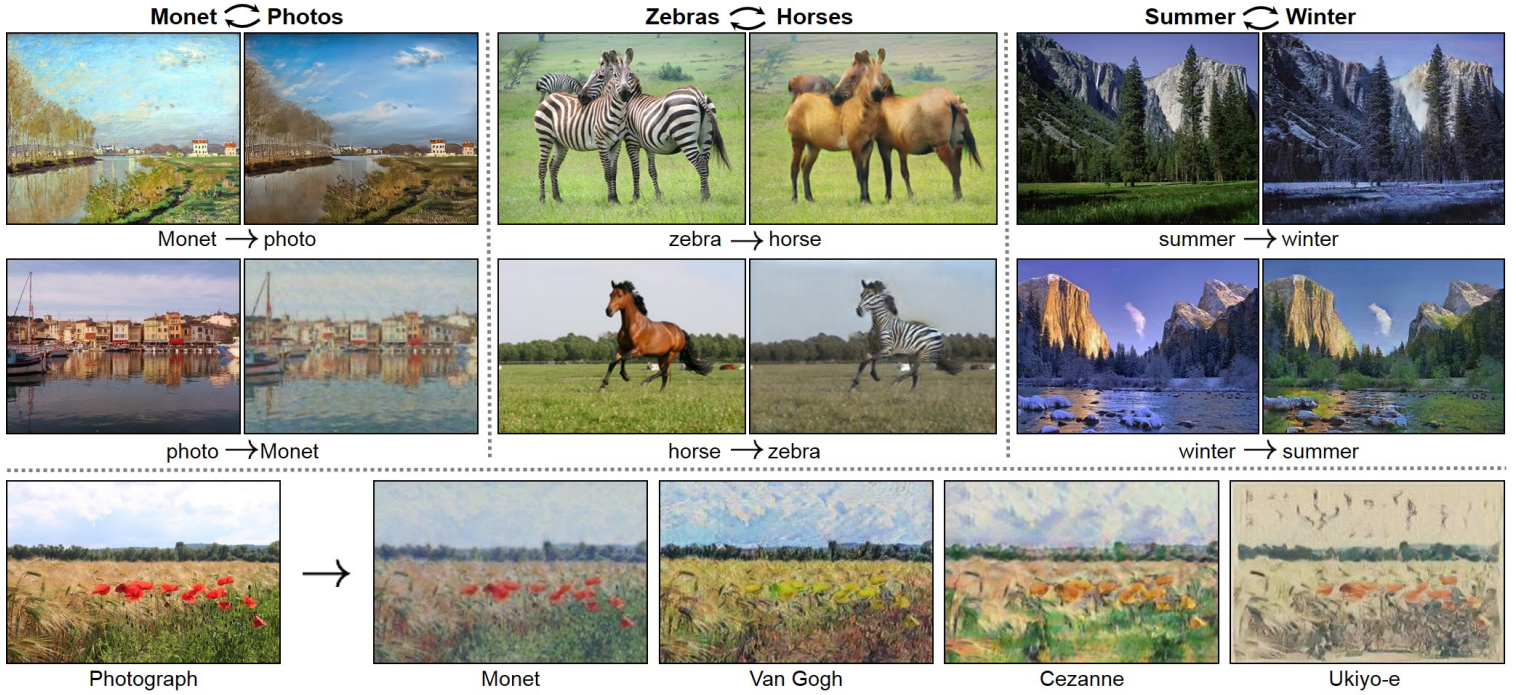 Monet Photos
Zebras Horses
Summer Winter
Monet → photo
zebra → horse
summer → winter
photo → Monet
horse → zebra
winter → summer
Photograph
Monet
Van Gogh
Cezanne
Ukiyo-e